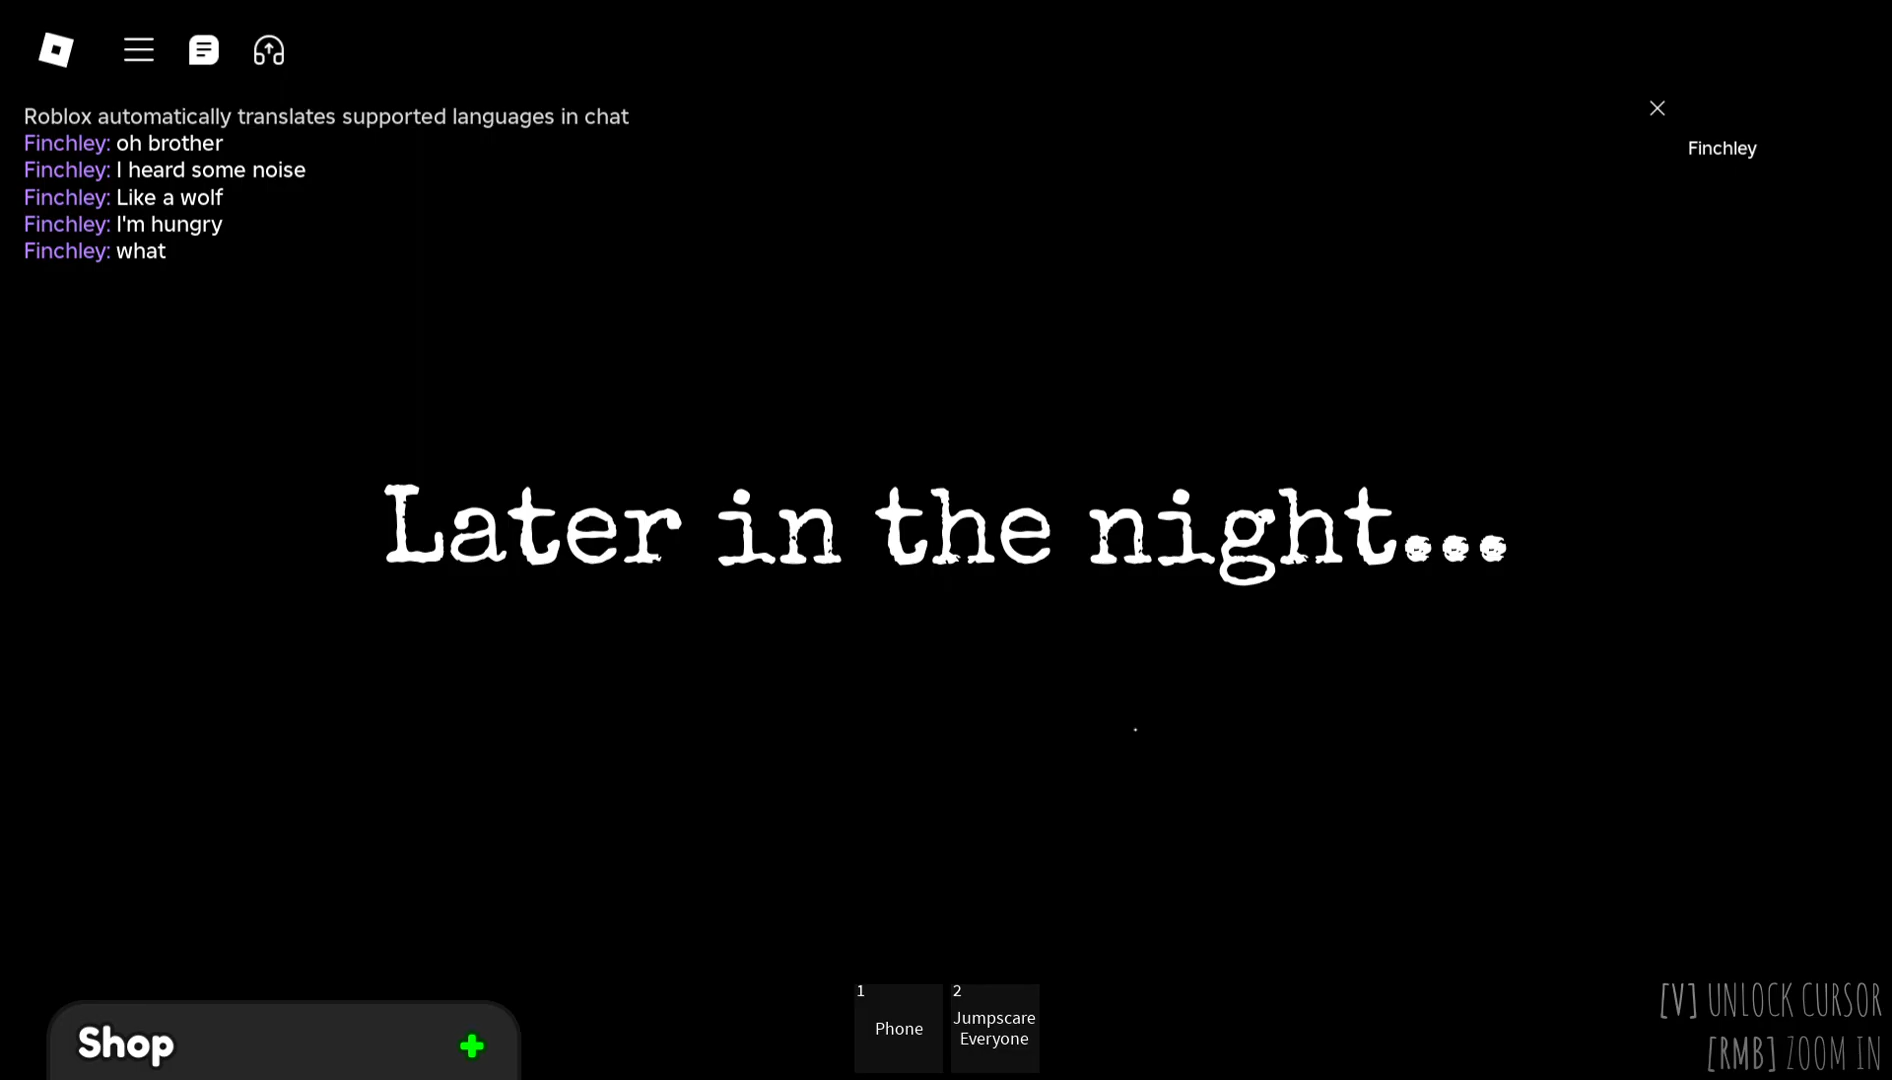 Roblox automatically translates supported languages in chat
Finchley: oh brother
Finchley: I heard some noise
Finchley: Like a wolf
Finchley: I'm hungry
Finchley: what
Finchley
Later in the night...
Shop
1
Phone
2
Jumpscare
Everyone
[V] UNLOCK CURSOR
[RMB] ZOOM IN